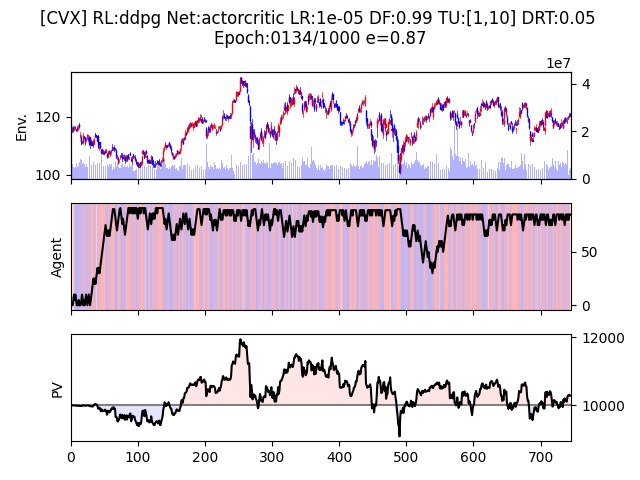 [CVX] RL:ddpg Net:actorcritic LR:1e-05 DF:0.99 TU:[1,10] DRT:0.05
Epoch:0134/1000 e=0.87
1e7
Env.
120
100
4
2
0
Agent
50
0
PV
12000
10000
0 100 200 300 400 500 600 700